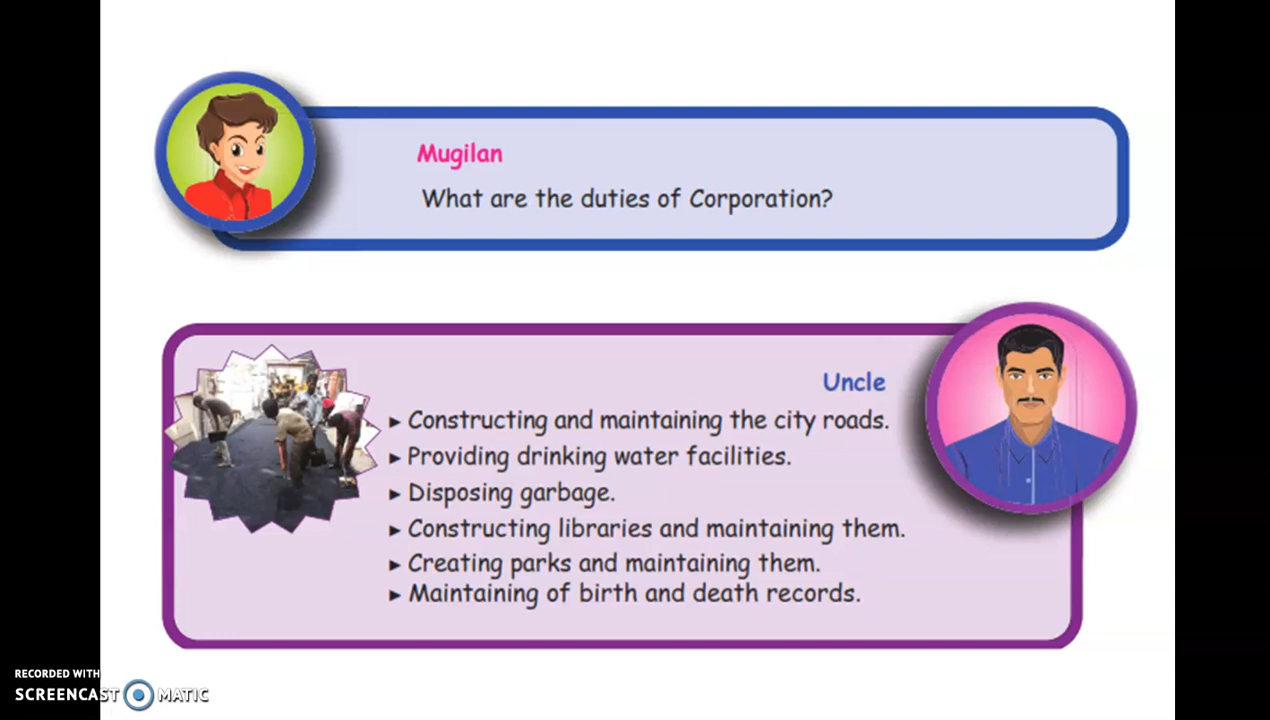 Mugilan
What are the duties of Corporation?
Uncle
► Constructing and maintaining the city roads.
► Providing drinking water facilities.
► Disposing garbage.
► Constructing libraries and maintaining them.
► Creating parks and maintaining them.
► Maintaining of birth and death records.
RECORDED WITH
SCREENCAST MATIC